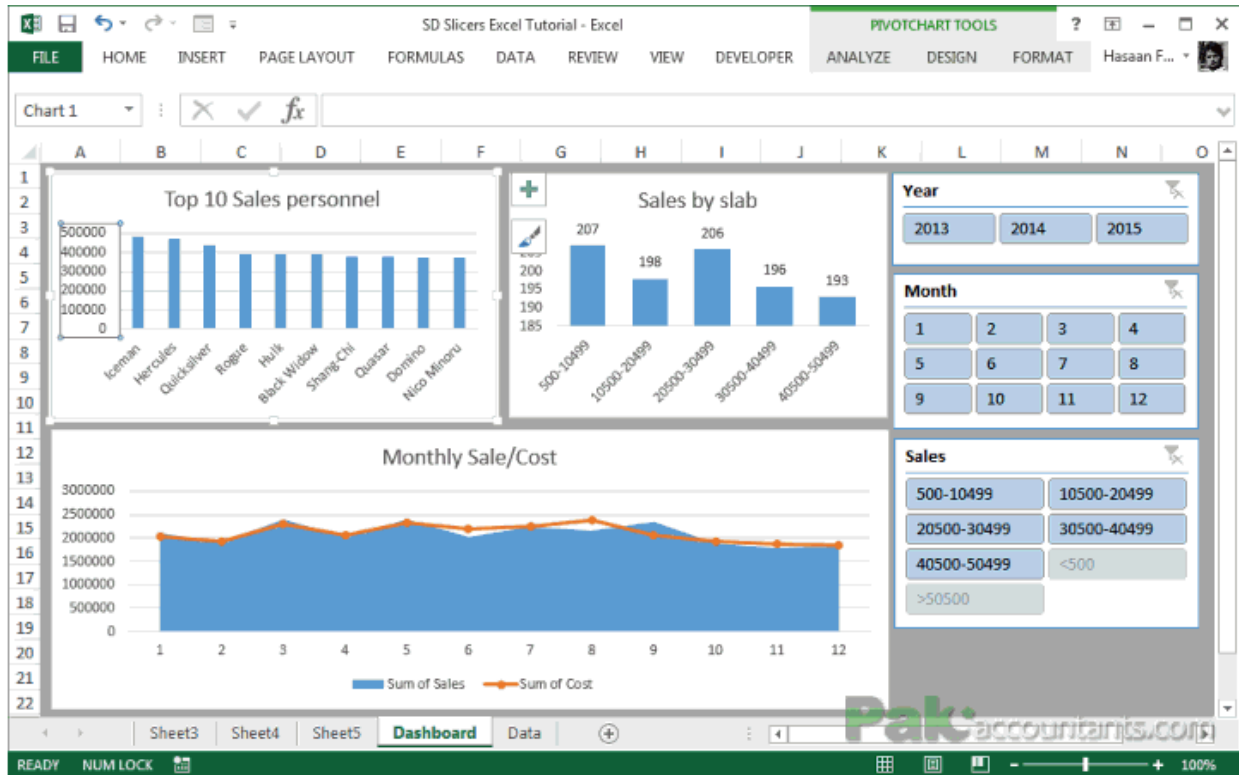 SD Slicers Excel Tutorial - Excel
PIVOTCHART TOOLS
?
FILE HOME INSERT PAGE LAYOUT FORMULAS DATA REVIEW VIEW DEVELOPER ANALYZE DESIGN FORMAT Hasaan F...
Chart 1
fx
A B C D E F G H I J K L M N O
1
2
3
4
5
6
7
8
9
10
11
12
13
14
15
16
17
18
19
20
21
22
Top 10 Sales personnel
500000
400000
300000
200000
100000
0
Iceman Hercules Quicksilver Rogue Hulk Black Widow Shang-Chi Quasar Domino Nico Minoru
Sales by slab
207 198 206 196 193
200
195
190
185
500-10499 10500-20499 20500-30499 30500-40499 40500-50499
Year
2013 2014 2015
Month
1 2 3 4
5 6 7 8
9 10 11 12
Sales
500-10499 10500-20499
20500-30499 30500-40499
40500-50499 <500
>50500
Monthly Sale/Cost
3000000
2500000
2000000
1500000
1000000
500000
0
1 2 3 4 5 6 7 8 9 10 11 12
Sum of Sales Sum of Cost
Pakaccountants.com
Sheet3 Sheet4 Sheet5 Dashboard Data
READY NUM LOCK 100%